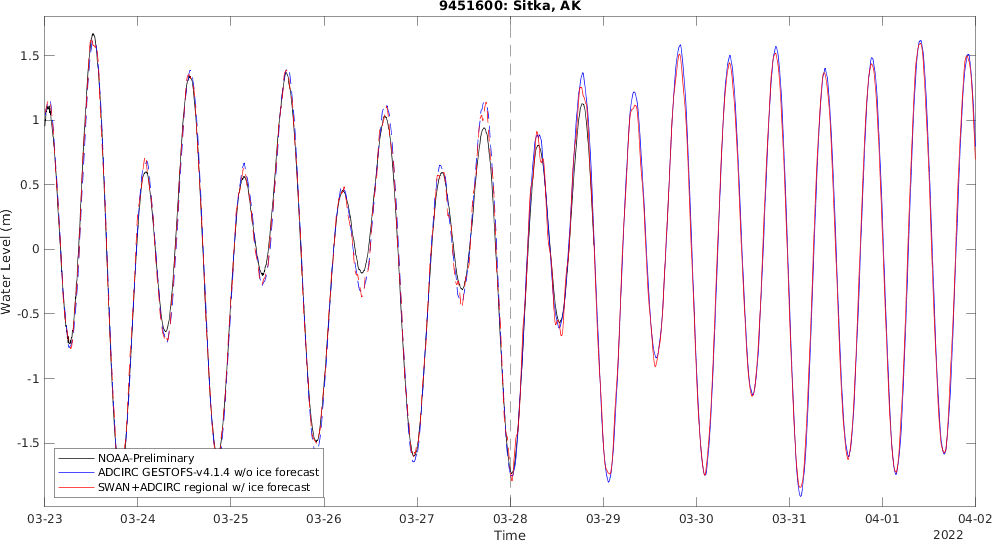 9451600: Sitka, AK
Water Level (m)
1.5
1
0.5
0
-0.5
-1
-1.5
NOAA-Preliminary
ADCIRC GESTOFS-v4.1.4 w/o ice forecast
SWAN+ADCIRC regional w/ ice forecast
03-23 03-24 03-25 03-26 03-27 03-28 03-29 03-30 03-31 04-01 04-02
Time
2022